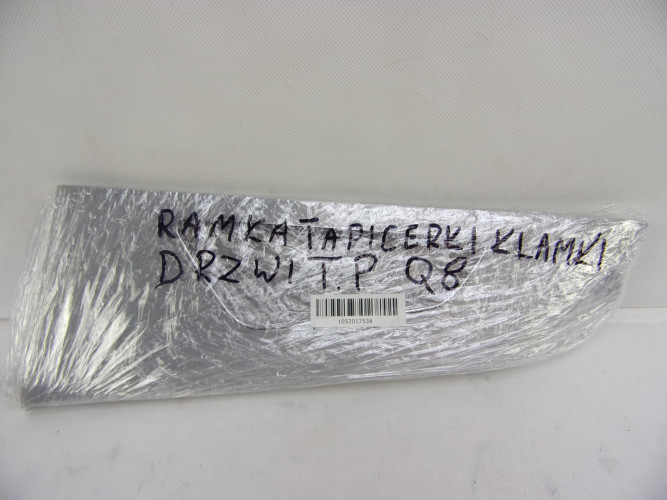 RAMKA TAPICERKI KLAMKI
DRZWI T.P Q8
1052017538